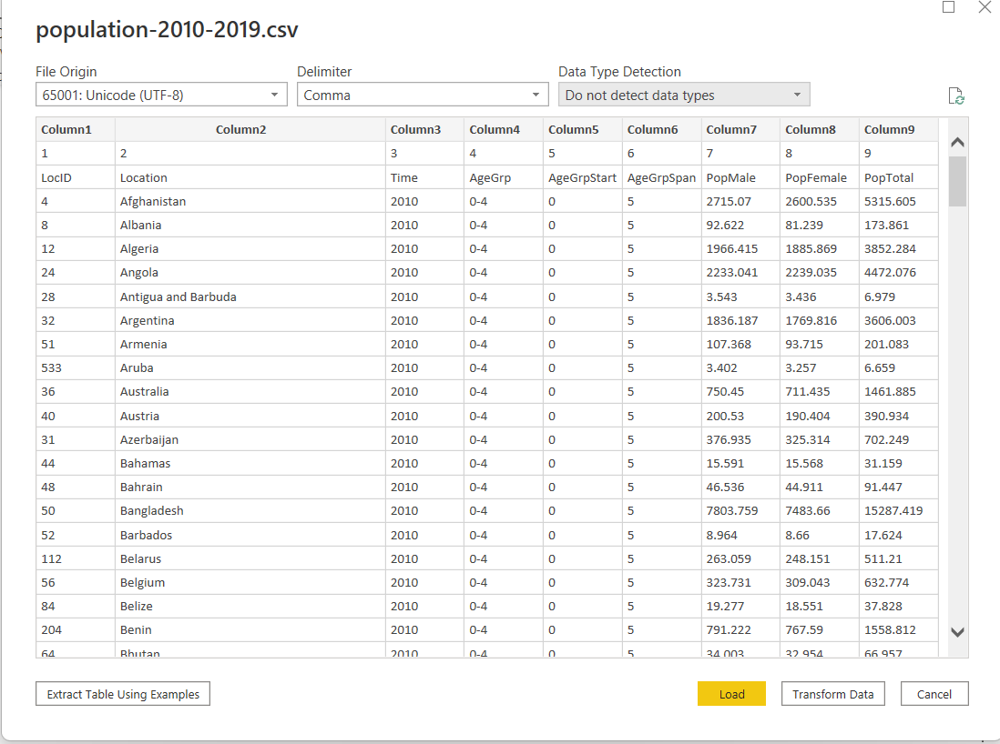 population-2010-2019.csv
File Origin Delimiter Data Type Detection
65001: Unicode (UTF-8) Comma Do not detect data types
Column1 Column2 Column3 Column4 Column5 Column6 Column7 Column8 Column9
1 2 3 4 5 6 7 8 9
LocID Location Time AgeGrp AgeGrpStart AgeGrpSpan PopMale PopFemale PopTotal
4 Afghanistan 2010 0-4 0 5 2715.07 2600.535 5315.605
8 Albania 2010 0-4 0 5 92.622 81.239 173.861
12 Algeria 2010 0-4 0 5 1966.415 1885.869 3852.284
24 Angola 2010 0-4 0 5 2233.041 2239.035 4472.076
28 Antigua and Barbuda 2010 0-4 0 5 3.543 3.436 6.979
32 Argentina 2010 0-4 0 5 1836.187 1769.816 3606.003
51 Armenia 2010 0-4 0 5 107.368 93.715 201.083
533 Aruba 2010 0-4 0 5 3.402 3.257 6.659
36 Australia 2010 0-4 0 5 750.45 711.435 1461.885
40 Austria 2010 0-4 0 5 200.53 190.404 390.934
31 Azerbaijan 2010 0-4 0 5 376.935 325.314 702.249
44 Bahamas 2010 0-4 0 5 15.591 15.568 31.159
48 Bahrain 2010 0-4 0 5 46.536 44.911 91.447
50 Bangladesh 2010 0-4 0 5 7803.759 7483.66 15287.419
52 Barbados 2010 0-4 0 5 8.964 8.66 17.624
112 Belarus 2010 0-4 0 5 263.059 248.151 511.21
56 Belgium 2010 0-4 0 5 323.731 309.043 632.774
84 Belize 2010 0-4 0 5 19.277 18.551 37.828
204 Benin 2010 0-4 0 5 791.222 767.59 1558.812
64 Bhutan 2010 0-4 0 5 34.003 32.954 66.957
Extract Table Using Examples Load Transform Data Cancel